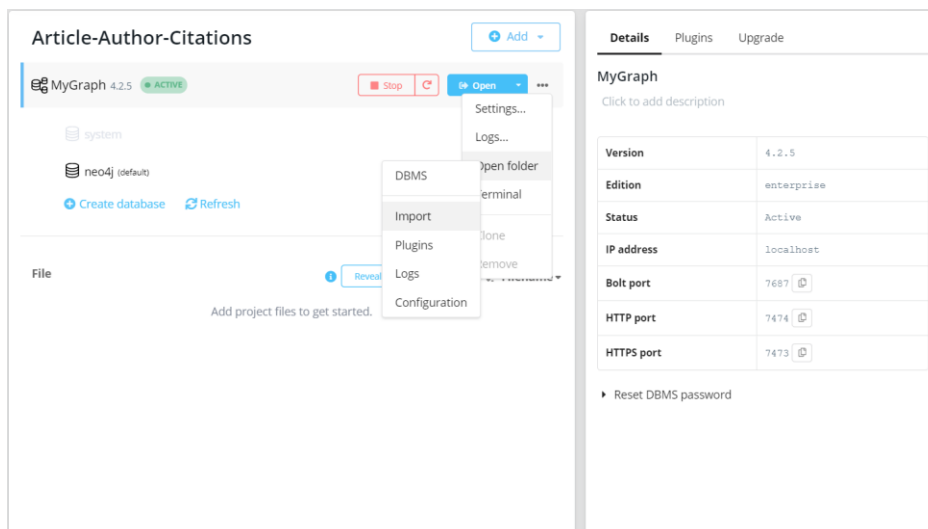 Article-Author-Citations
Add
MyGraph 4.2.5 ACTIVE
Stop
Open
Settings...
Logs...
Open folder
Terminal
Clone
Remove
system
neo4j (default)
Create database Refresh
DBMS
Import
Plugins
Logs
Configuration
File
Reveal
Filename
Add project files to get started.
Details Plugins Upgrade
MyGraph
Click to add description
Version 4.2.5
Edition enterprise
Status Active
IP address localhost
Bolt port 7687
HTTP port 7474
HTTPS port 7473
Reset DBMS password